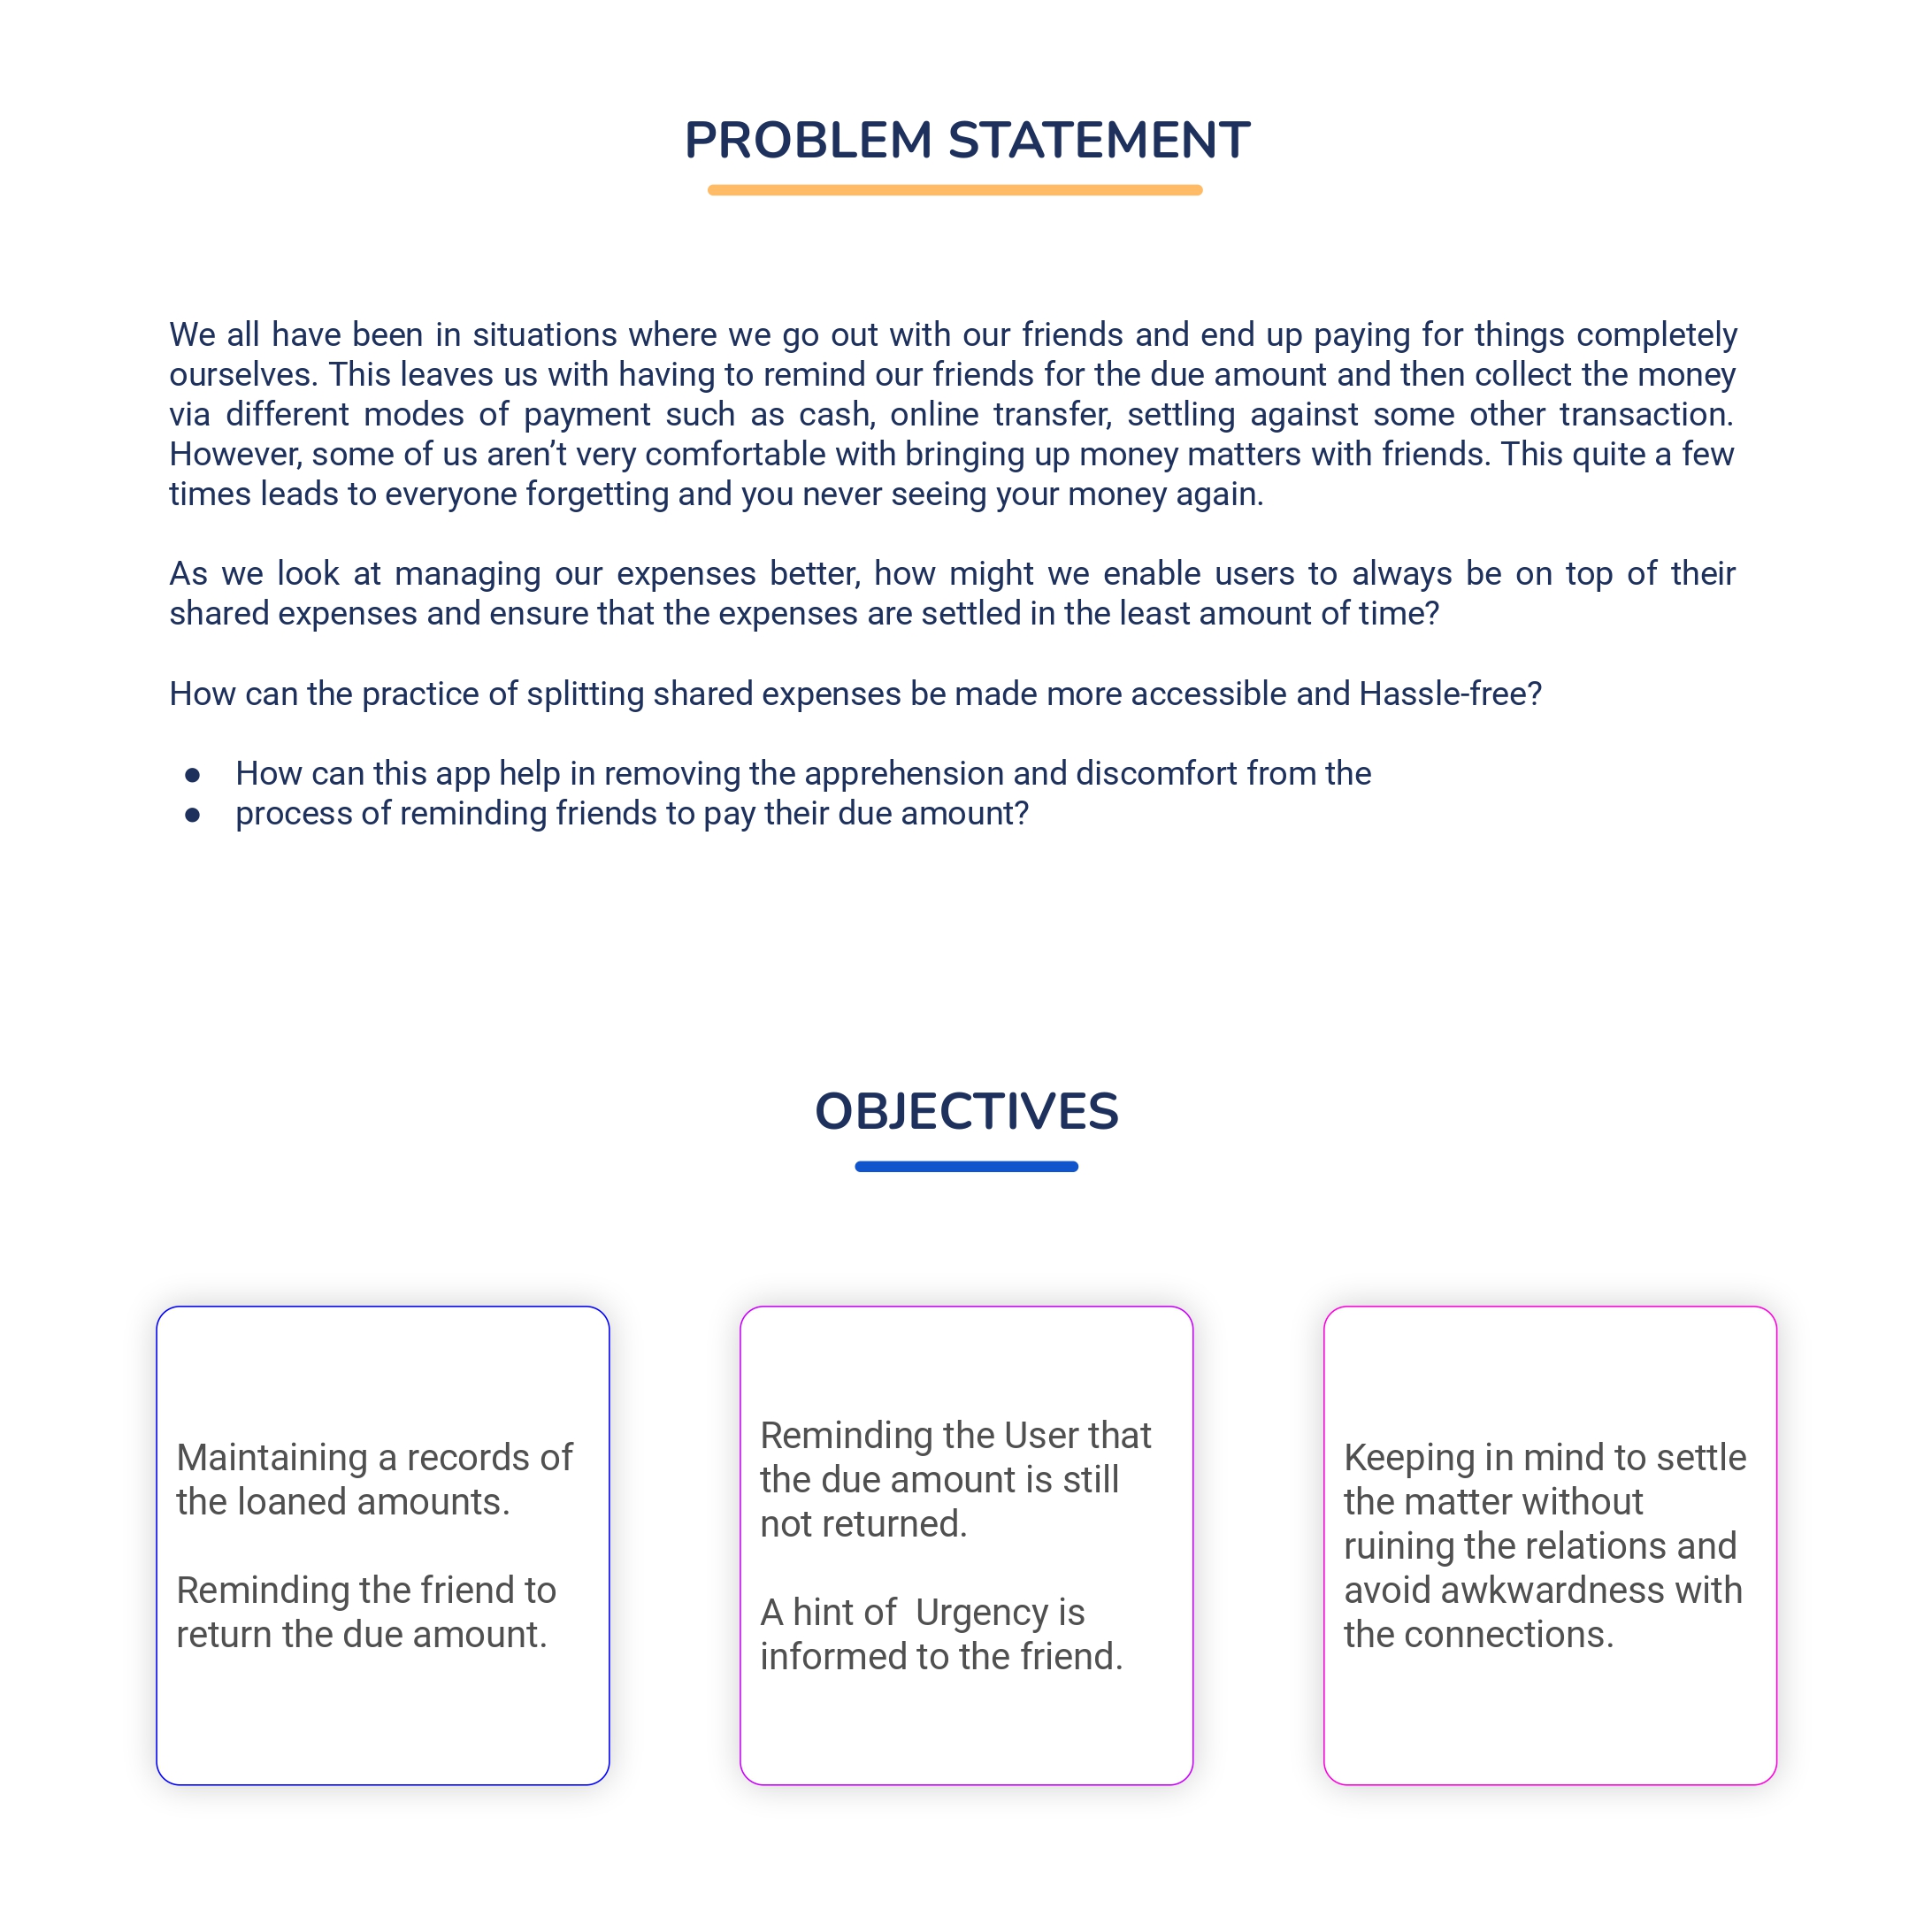 PROBLEM STATEMENT
We all have been in situations where we go out with our friends and end up paying for things completely
ourselves. This leaves us with having to remind our friends for the due amount and then collect the money
via different modes of payment such as cash, online transfer, settling against some other transaction.
However, some of us aren’t very comfortable with bringing up money matters with friends. This quite a few
times leads to everyone forgetting and you never seeing your money again.
As we look at managing our expenses better, how might we enable users to always be on top of their
shared expenses and ensure that the expenses are settled in the least amount of time?
How can the practice of splitting shared expenses be made more accessible and Hassle-free?
● How can this app help in removing the apprehension and discomfort from the
● process of reminding friends to pay their due amount?
OBJECTIVES
Maintaining a records of
the loaned amounts.
Reminding the friend to
return the due amount.
Reminding the User that
the due amount is still
not returned.
A hint of  Urgency is
informed to the friend.
Keeping in mind to settle
the matter without
ruining the relations and
avoid awkwardness with
the connections.